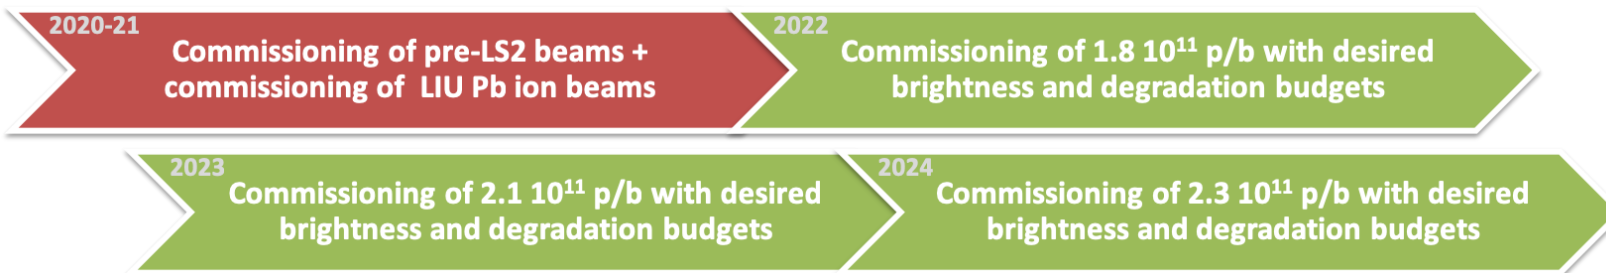 2020-21
Commissioning of pre-LS2 beams +
commissioning of LIU Pb ion beams
2022
Commissioning of 1.8 10¹¹ p/b with desired
brightness and degradation budgets
2023
Commissioning of 2.1 10¹¹ p/b with desired
brightness and degradation budgets
2024
Commissioning of 2.3 10¹¹ p/b with desired
brightness and degradation budgets